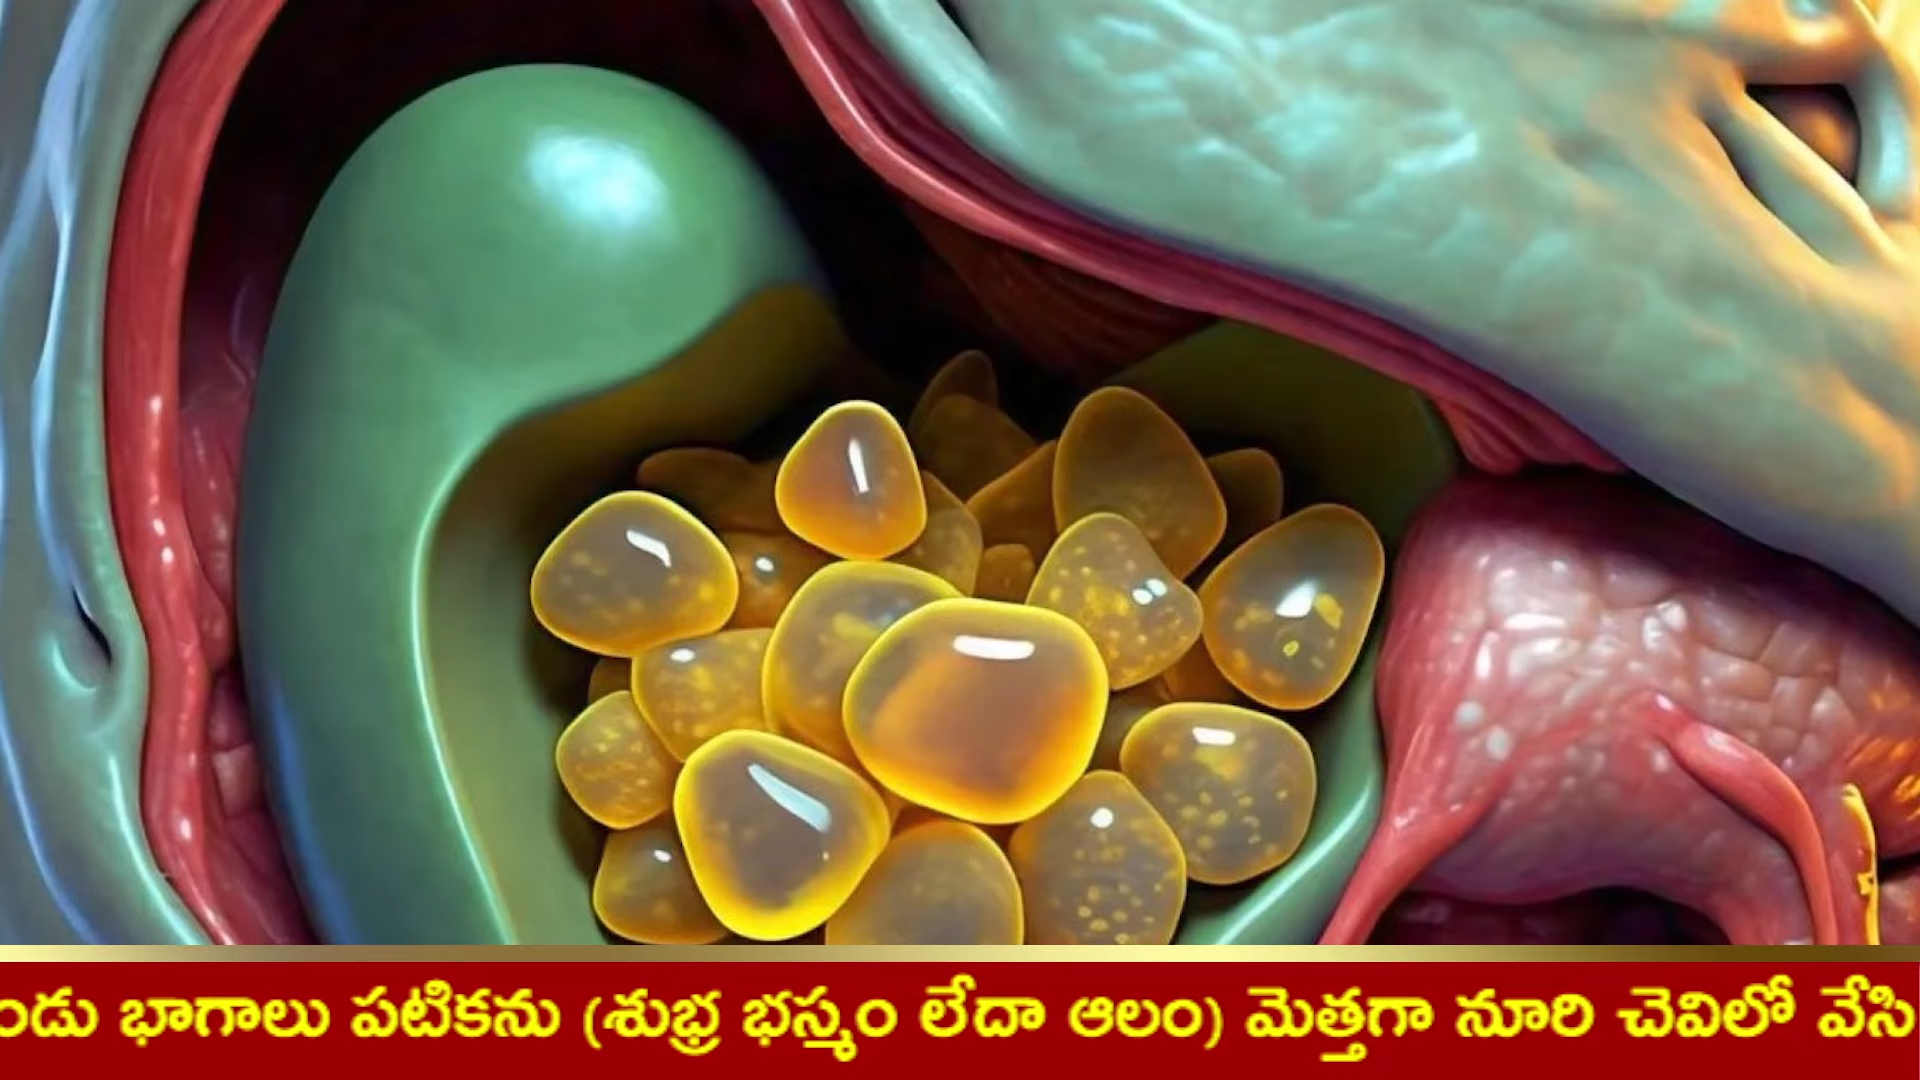 భాగాలు పటికను (శుభ్ర భస్మం లేదా ఆలం) మెత్తగా నూరి చెవిలో వేసి